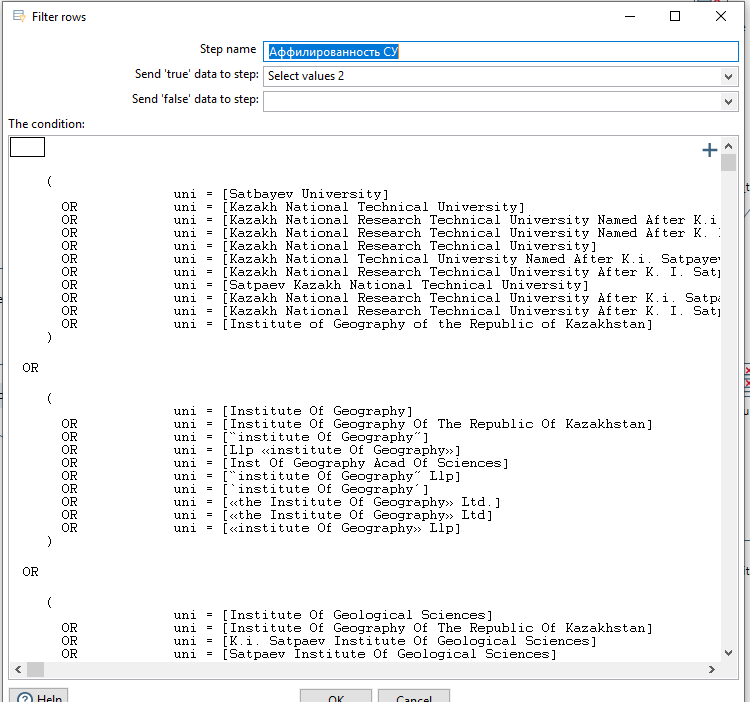 Filter rows
Step name Аффилированность СУ
Send 'true' data to step: Select values 2
Send 'false' data to step:
The condition:
(
uni = [Satbayev University]
OR uni = [Kazakh National Technical University]
OR uni = [Kazakh National Research Technical University Named After K.i
OR uni = [Kazakh National Research Technical University Named After K.
OR uni = [Kazakh National Research Technical University]
OR uni = [Kazakh National Technical University Named After K.i. Satpayev
OR uni = [Kazakh National Research Technical University After K. I. Satp
OR uni = [Satpaev Kazakh National Technical University]
OR uni = [Kazakh National Research Technical University After K.i. Satpa
OR uni = [Kazakh National Research Technical University After K. I. Satp
OR uni = [Institute of Geography of the Republic of Kazakhstan]
)
OR
(
uni = [Institute Of Geography]
OR uni = [Institute Of Geography Of The Republic Of Kazakhstan]
OR uni = [˝institute Of Geography˝]
OR uni = [Llp «institute Of Geography»]
OR uni = [Inst Of Geography Acad Of Sciences]
OR uni = [˝institute Of Geography˝ Llp]
OR uni = [`institute Of Geography´]
OR uni = [«the Institute Of Geography» Ltd.]
OR uni = [«the Institute Of Geography» Ltd]
OR uni = [«institute Of Geography» Llp]
)
OR
(
uni = [Institute Of Geological Sciences]
OR uni = [Institute Of Geography Of The Republic Of Kazakhstan]
OR uni = [K.i. Satpaev Institute Of Geological Sciences]
OR uni = [Satpaev Institute Of Geological Sciences]
Help OK Cancel